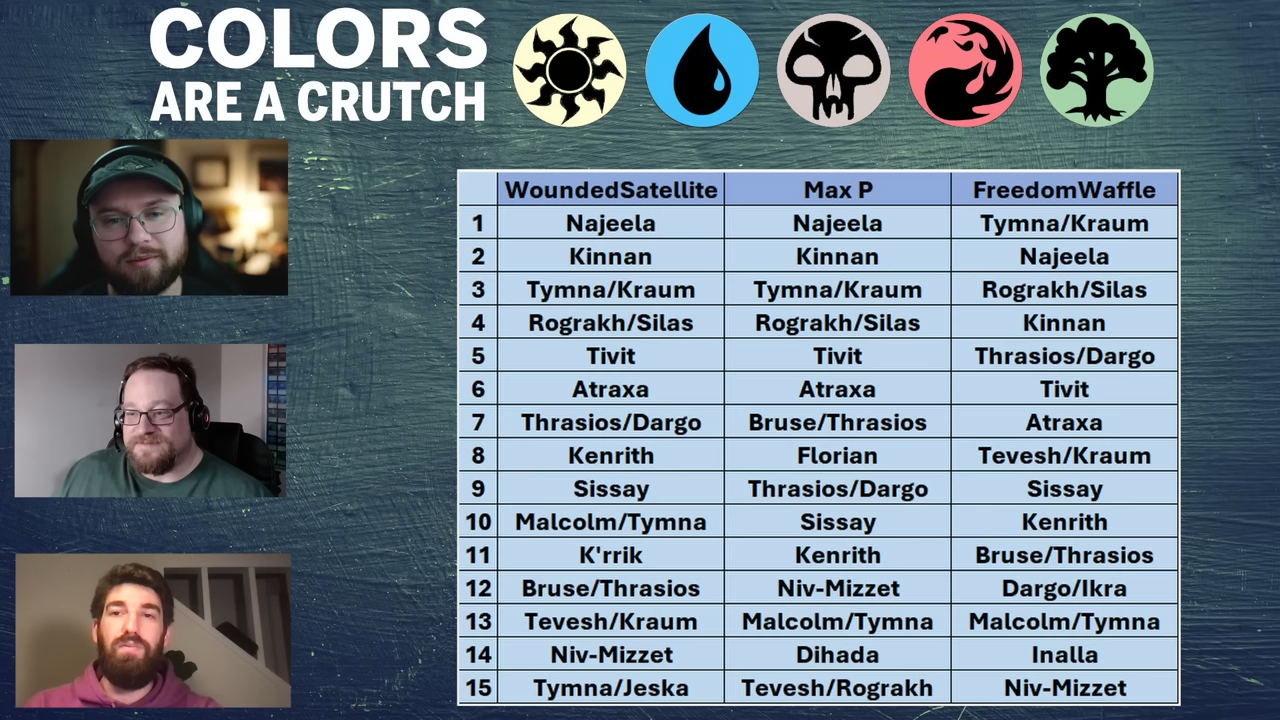 COLORS
ARE A CRUTCH
WoundedSatellite Max P FreedomWaffle
1 Najeela Najeela Tymna/Kraum
2 Kinnan Kinnan Najeela
3 Tymna/Kraum Tymna/Kraum Rograkh/Silas
4 Rograkh/Silas Rograkh/Silas Kinnan
5 Tivit Tivit Thrasios/Dargo
6 Atraxa Atraxa Tivit
7 Thrasios/Dargo Bruse/Thrasios Atraxa
8 Kenrith Florian Tevesh/Kraum
9 Sissay Thrasios/Dargo Sissay
10 Malcolm/Tymna Sissay Kenrith
11 K'rrik Kenrith Bruse/Thrasios
12 Bruse/Thrasios Niv-Mizzet Dargo/Ikra
13 Tevesh/Kraum Malcolm/Tymna Malcolm/Tymna
14 Niv-Mizzet Dihada Inalla
15 Tymna/Jeska Tevesh/Rograkh Niv-Mizzet